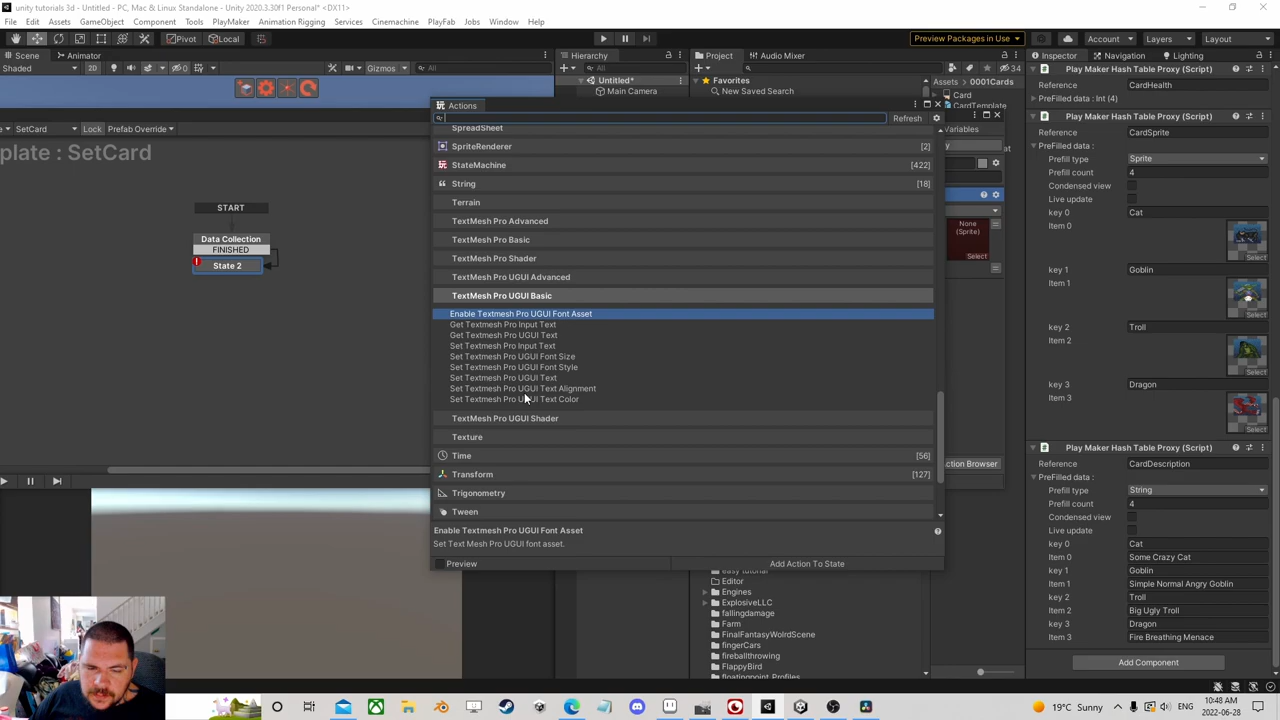 unity tutorials 3d - Untitled - PC, Mac & Linux Standalone - Unity 2020.3.30f1 Personal* <DX11>
File Edit Assets GameObject Component Tools PlayMaker Animation Rigging Services Cinemachine PlayFab Jobs Window Help
Pivot Local Preview Packages in Use Account Layers Layout
Scene Animator Hierarchy Project Audio Mixer Inspector Navigation Lighting
Shaded 2D 0 Gizmos All All 34
Untitled*
Main Camera
Favorites
New Saved Search
Assets 0001Cards
Card
CardTemplate
SetCard Lock Prefab Override
plate : SetCard
START
Data Collection
FINISHED
State 2
Actions
Refresh
SpreadSheet
SpriteRenderer [2]
StateMachine [422]
String [18]
Terrain
TextMesh Pro Advanced
TextMesh Pro Basic
TextMesh Pro Shader
TextMesh Pro UGUI Advanced
TextMesh Pro UGUI Basic
Enable Textmesh Pro UGUI Font Asset
Get Textmesh Pro Input Text
Get Textmesh Pro UGUI Text
Set Textmesh Pro Input Text
Set Textmesh Pro UGUI Font Size
Set Textmesh Pro UGUI Font Style
Set Textmesh Pro UGUI Text
Set Textmesh Pro UGUI Text Alignment
Set Textmesh Pro UGUI Text Color
TextMesh Pro UGUI Shader
Texture
Time [56]
Transform [127]
Trigonometry
Tween
Enable Textmesh Pro UGUI Font Asset
Set Text Mesh Pro UGUI font asset.
Preview Add Action To State
Variables
None
(Sprite)
Select
ction Browser
easy tutorial
Editor
Engines
ExplosiveLLC
fallingdamage
Farm
FinalFantasyWolrdScene
fingerCars
fireballthrowing
FlappyBird
floatingpoint_Profiles
Play Maker Hash Table Proxy (Script)
Reference CardHealth
PreFilled data : Int (4)
Play Maker Hash Table Proxy (Script)
Reference CardSprite
PreFilled data :
Prefill type Sprite
Prefill count 4
Condensed view
Live update
key 0 Cat
Item 0
Select
key 1 Goblin
Item 1
Select
key 2 Troll
Item 2
Select
key 3 Dragon
Item 3
Select
Play Maker Hash Table Proxy (Script)
Reference CardDescription
PreFilled data :
Prefill type String
Prefill count 4
Condensed view
Live update
key 0 Cat
Item 0 Some Crazy Cat
key 1 Goblin
Item 1 Simple Normal Angry Goblin
key 2 Troll
Item 2 Big Ugly Troll
key 3 Dragon
Item 3 Fire Breathing Menace
Add Component
19°C Sunny 2022-06-28